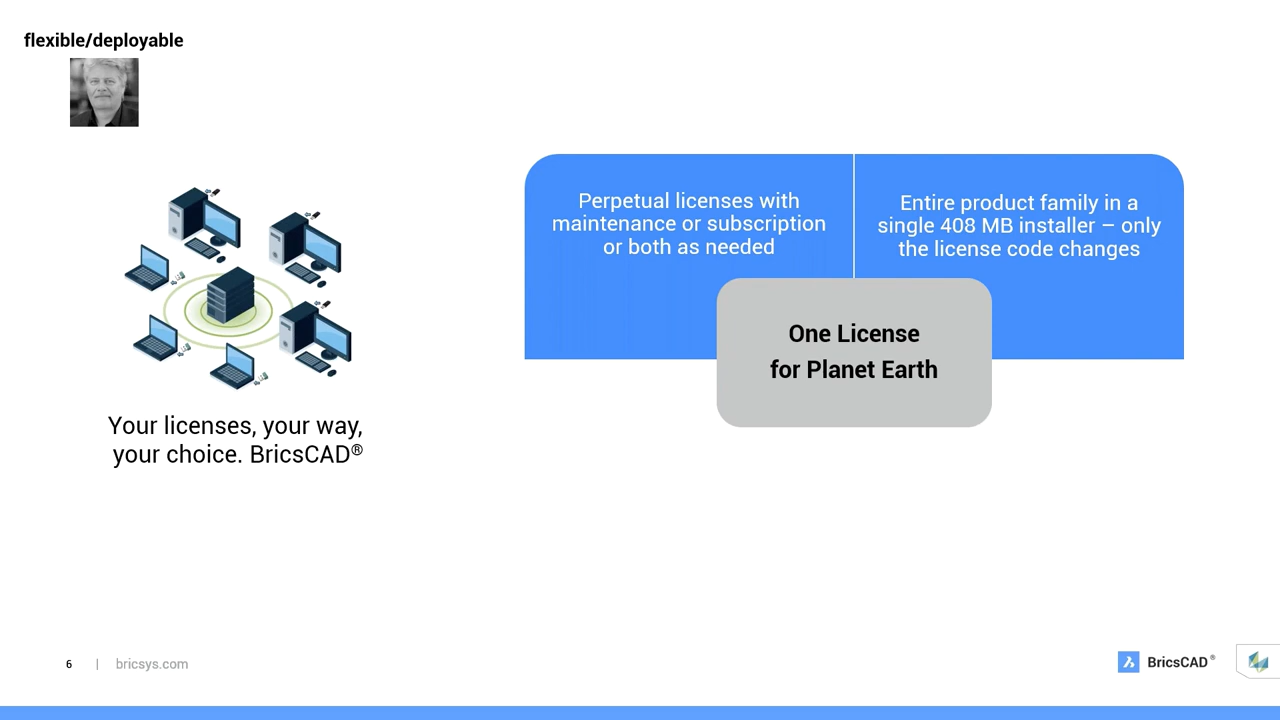 flexible/deployable
Perpetual licenses with
maintenance or subscription
or both as needed
Entire product family in a
single 408 MB installer – only
the license code changes
One License
for Planet Earth
Your licenses, your way,
your choice. BricsCAD®
6 | bricsys.com
BricsCAD®